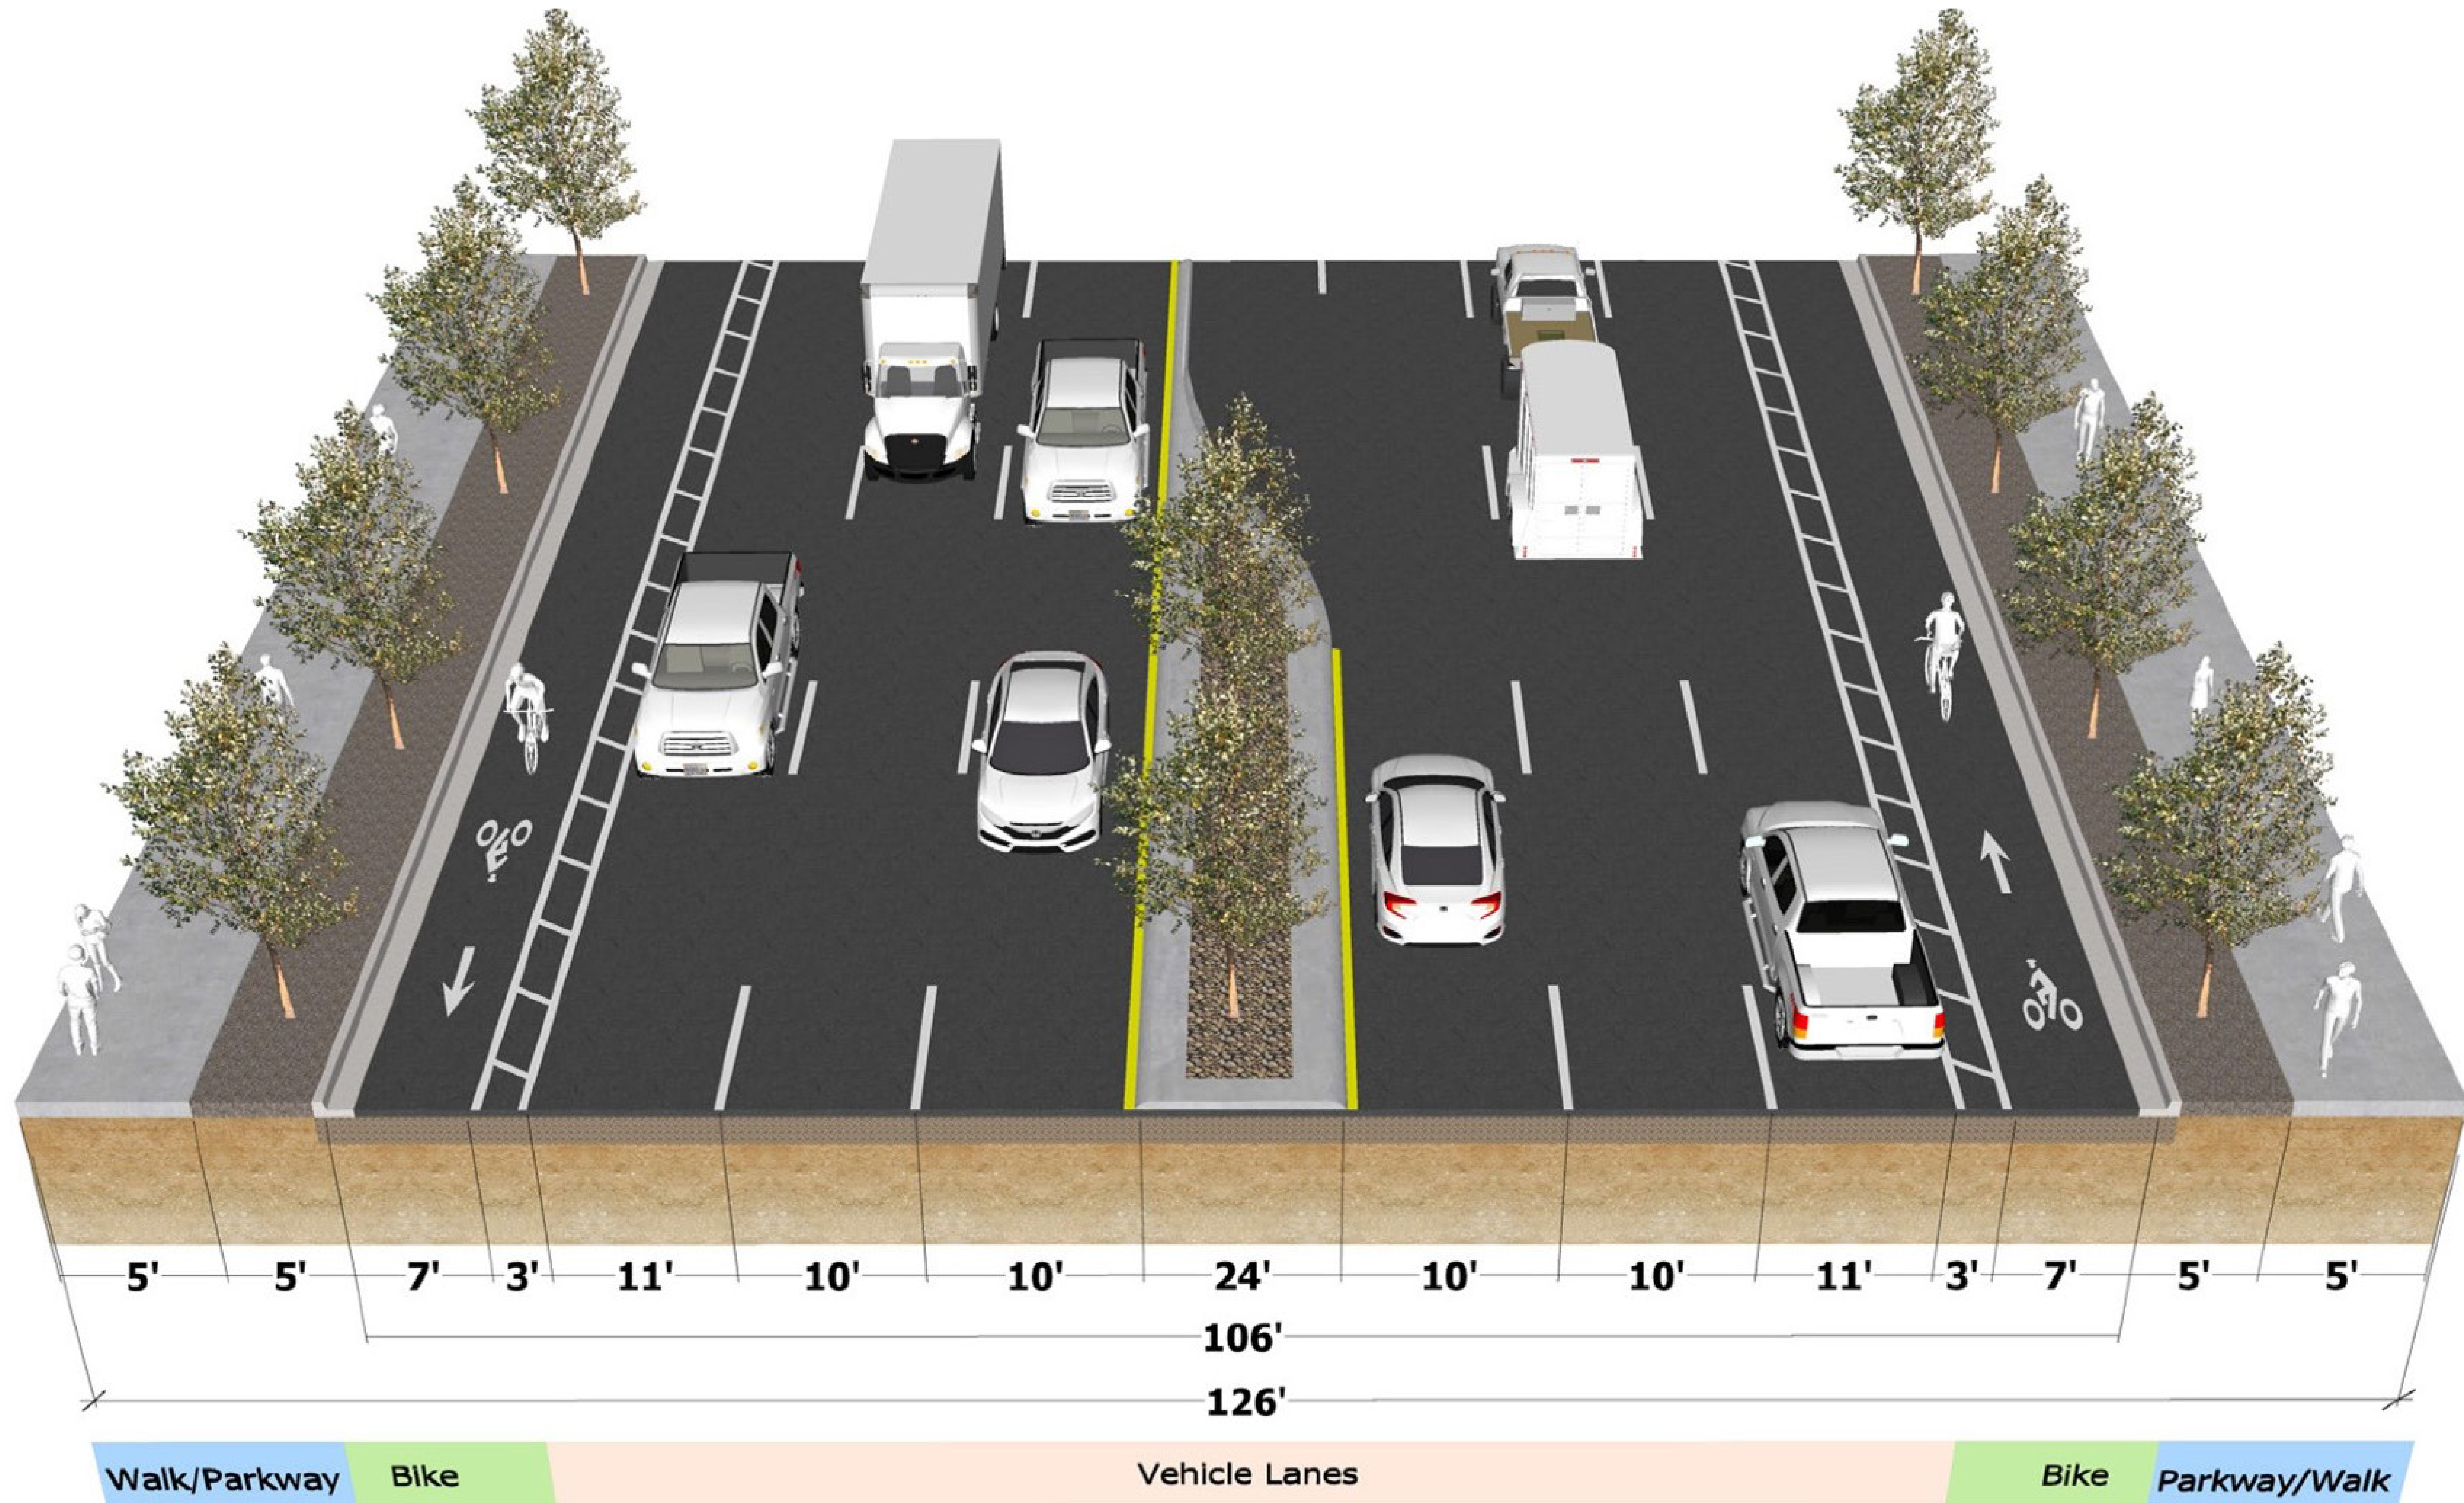 5' 5' 7' 3' 11' 10' 10' 24' 10' 10' 11' 3' 7' 5' 5'
106'
126'
Walk/Parkway Bike Vehicle Lanes Bike Parkway/Walk